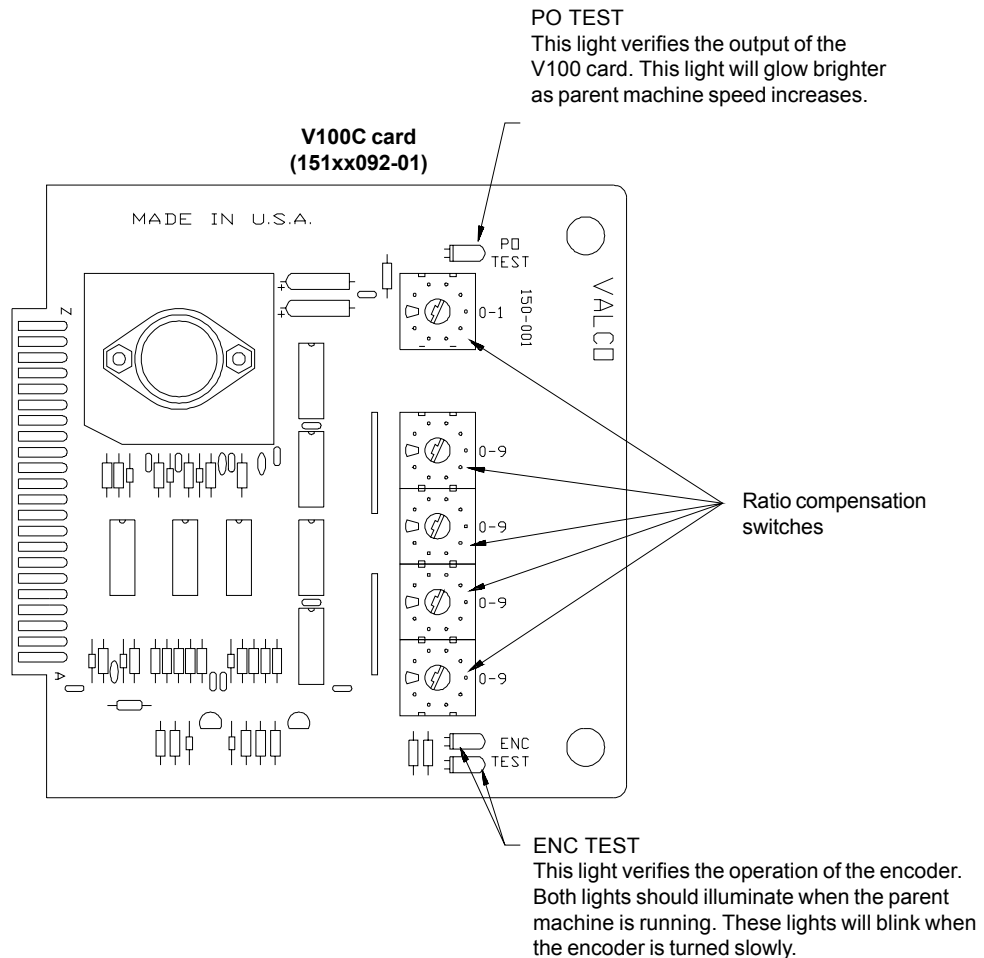 PO TEST
This light verifies the output of the
V100 card. This light will glow brighter
as parent machine speed increases.
V100C card
(151xx092-01)
MADE IN U.S.A.
PO
TEST
VALCO
150-001
0-1
Z
0-9
0-9
0-9
0-9
Ratio compensation
switches
A
ENC
TEST
ENC TEST
This light verifies the operation of the encoder.
Both lights should illuminate when the parent
machine is running. These lights will blink when
the encoder is turned slowly.